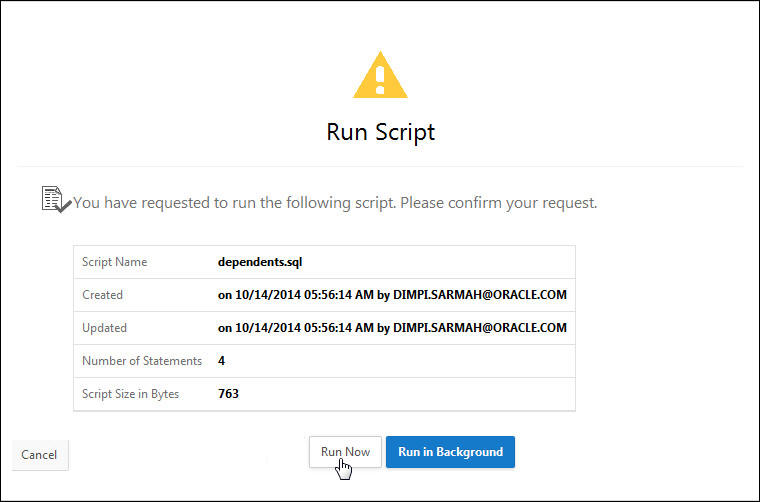 Run Script
You have requested to run the following script. Please confirm your request.
Script Name dependents.sql
Created on 10/14/2014 05:56:14 AM by DIMPI.SARMAH@ORACLE.COM
Updated on 10/14/2014 05:56:14 AM by DIMPI.SARMAH@ORACLE.COM
Number of Statements 4
Script Size in Bytes 763
Cancel Run Now Run in Background